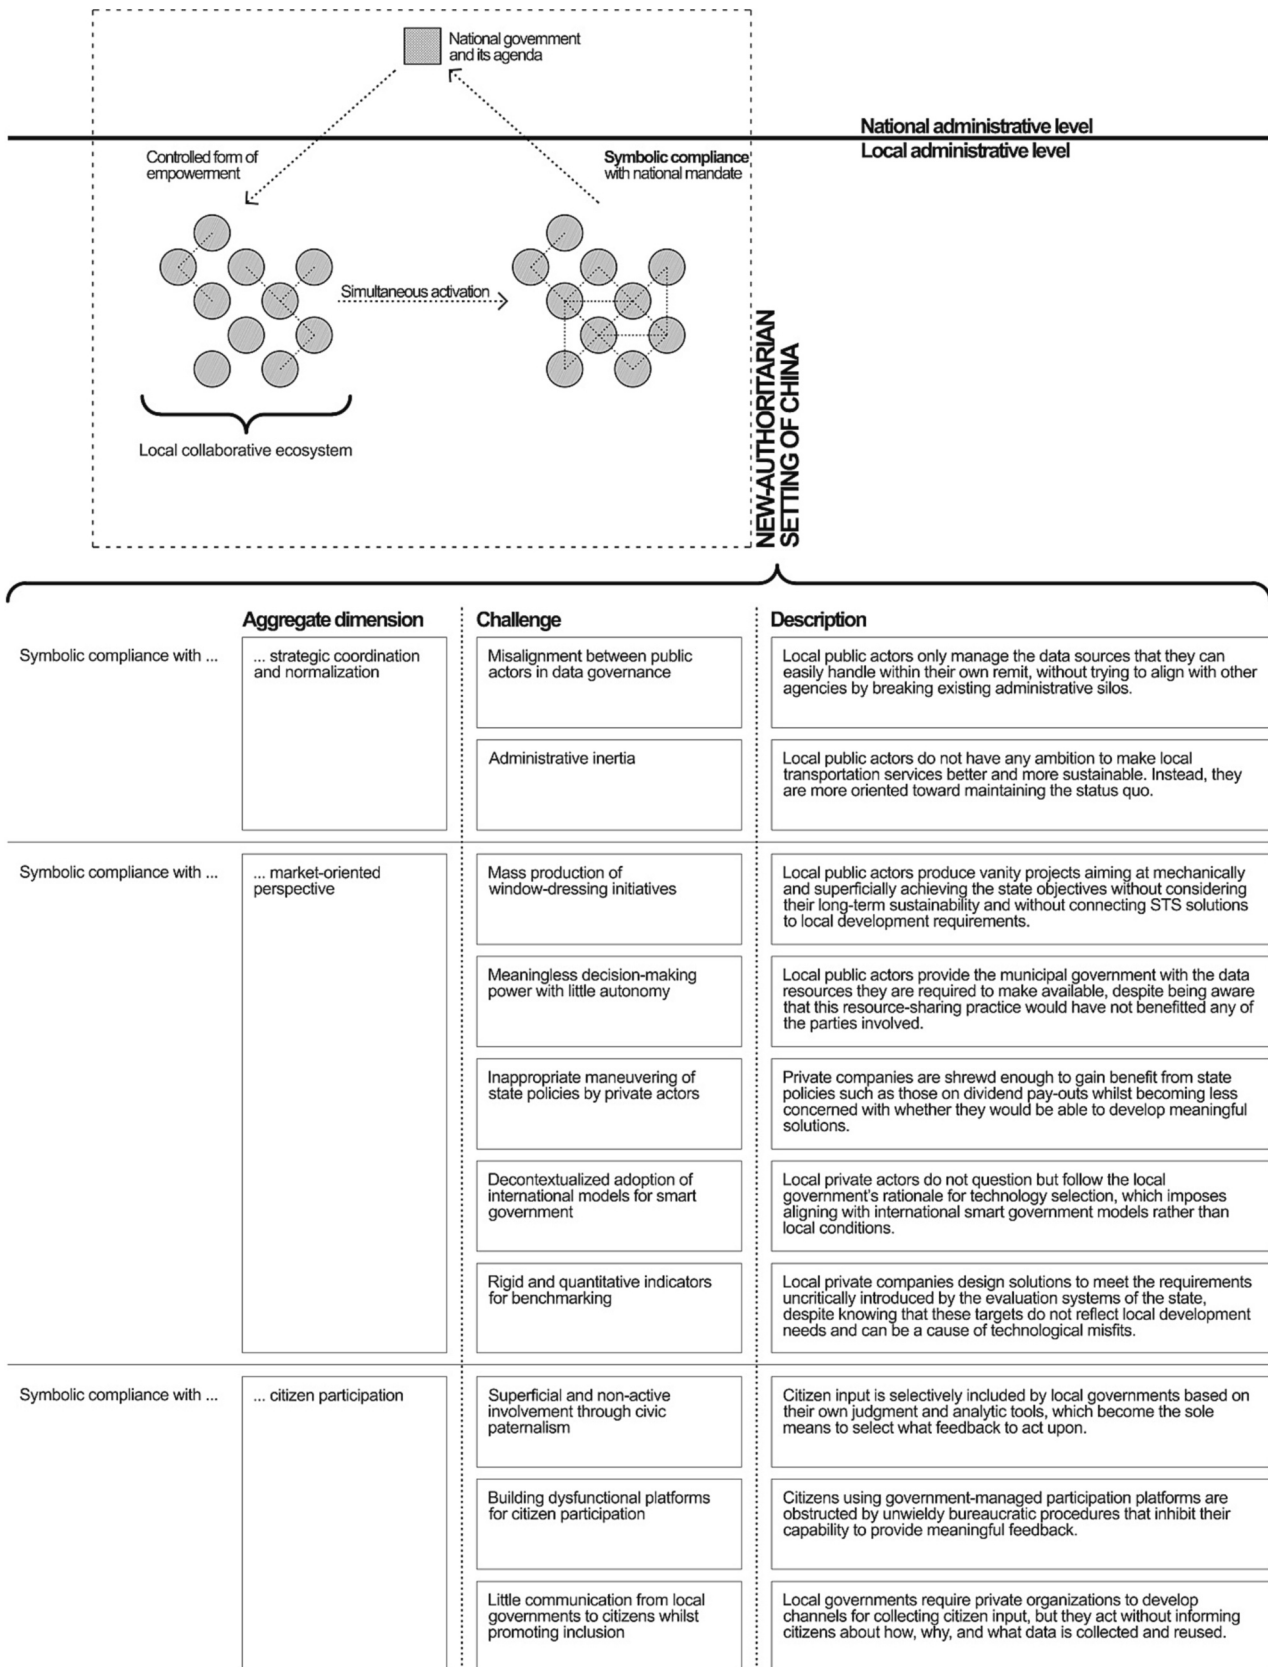 National government
and its agenda
National administrative level
Local administrative level
Controlled form of
empowerment
Symbolic compliance
with national mandate
Simultaneous activation
Local collaborative ecosystem
NEW-AUTHORITARIAN
SETTING OF CHINA
Aggregate dimension
Challenge
Description
Symbolic compliance with ...
... strategic coordination
and normalization
Misalignment between public
actors in data governance
Local public actors only manage the data sources that they can
easily handle within their own remit, without trying to align with other
agencies by breaking existing administrative silos.
Administrative inertia
Local public actors do not have any ambition to make local
transportation services better and more sustainable. Instead, they
are more oriented toward maintaining the status quo.
Symbolic compliance with ...
... market-oriented
perspective
Mass production of
window-dressing initiatives
Local public actors produce vanity projects aiming at mechanically
and superficially achieving the state objectives without considering
their long-term sustainability and without connecting STS solutions
to local development requirements.
Meaningless decision-making
power with little autonomy
Local public actors provide the municipal government with the data
resources they are required to make available, despite being aware
that this resource-sharing practice would have not benefitted any of
the parties involved.
Inappropriate maneuvering of
state policies by private actors
Private companies are shrewd enough to gain benefit from state
policies such as those on dividend pay-outs whilst becoming less
concerned with whether they would be able to develop meaningful
solutions.
Decontextualized adoption of
international models for smart
government
Local private actors do not question but follow the local
government's rationale for technology selection, which imposes
aligning with international smart government models rather than
local conditions.
Rigid and quantitative indicators
for benchmarking
Local private companies design solutions to meet the requirements
uncritically introduced by the evaluation systems of the state,
despite knowing that these targets do not reflect local development
needs and can be a cause of technological misfits.
Symbolic compliance with ...
... citizen participation
Superficial and non-active
involvement through civic
paternalism
Citizen input is selectively included by local governments based on
their own judgment and analytic tools, which become the sole
means to select what feedback to act upon.
Building dysfunctional platforms
for citizen participation
Citizens using government-managed participation platforms are
obstructed by unwieldy bureaucratic procedures that inhibit their
capability to provide meaningful feedback.
Little communication from local
governments to citizens whilst
promoting inclusion
Local governments require private organizations to develop
channels for collecting citizen input, but they act without informing
citizens about how, why, and what data is collected and reused.